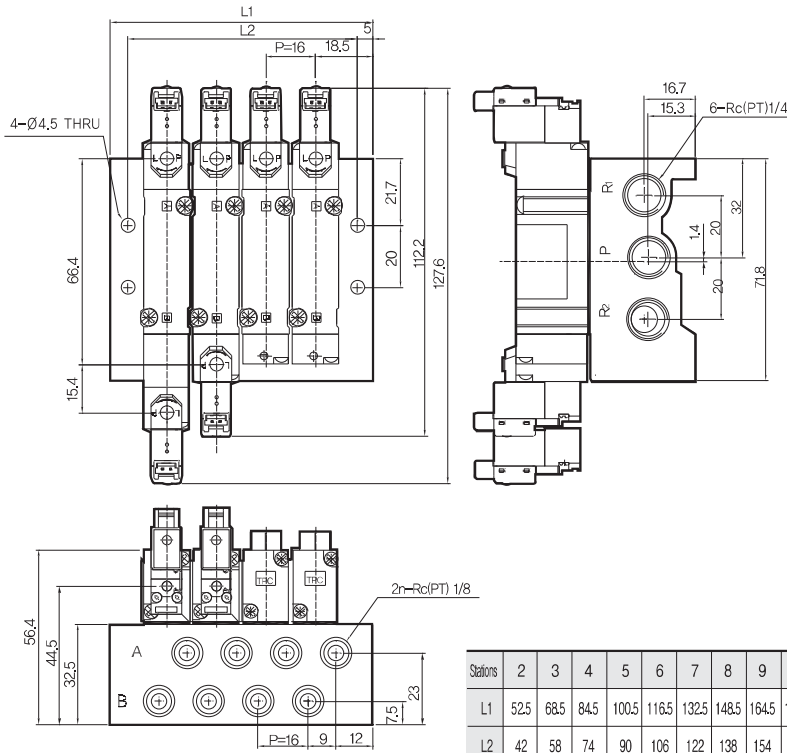 L1
L2
5
P=16
18.5
4-Ø4.5 THRU
L P
L P
L P
L P
66.4
15.4
21.7
20
112.2
127.6
16.7
15.3
6-Rc(PT)1/4
R1
P
R2
20
1.4
20
32
71.8
TPC
TPC
2n-Rc(PT) 1/8
56.4
44.5
32.5
A
B
23
7.5
P=16
9
12
Stations 2 3 4 5 6 7 8 9
L1 52.5 68.5 84.5 100.5 116.5 132.5 148.5 164.5
L2 42 58 74 90 106 122 138 154